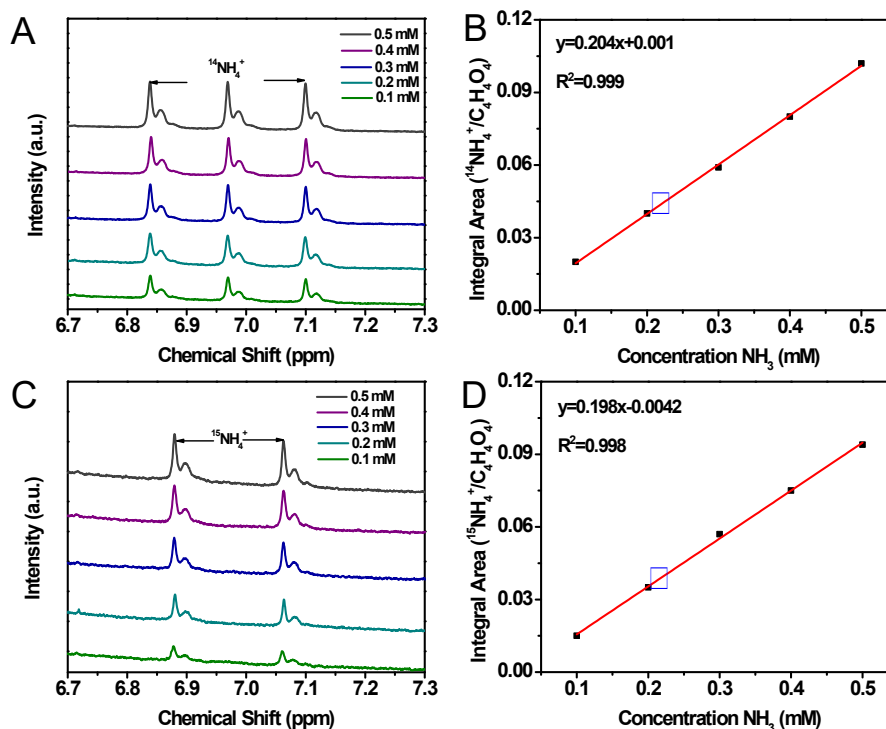 A
0.5 mM
0.4 mM
0.3 mM
0.2 mM
0.1 mM
¹⁴NH₄⁺
Intensity (a.u.)
6.7 6.8 6.9 7.0 7.1 7.2 7.3
Chemical Shift (ppm)
B
y=0.204x+0.001
R²=0.999
Integral Area (¹⁴NH₄⁺/C₄H₄O₄)
0.12
0.09
0.06
0.03
0.00
0.1 0.2 0.3 0.4 0.5
Concentration NH₃ (mM)
C
0.5 mM
0.4 mM
0.3 mM
0.2 mM
0.1 mM
¹⁵NH₄⁺
Intensity (a.u.)
6.7 6.8 6.9 7.0 7.1 7.2 7.3
Chemical Shift (ppm)
D
y=0.198x-0.0042
R²=0.998
Integral Area (¹⁵NH₄⁺/C₄H₄O₄)
0.12
0.09
0.06
0.03
0.00
0.1 0.2 0.3 0.4 0.5
Concentration NH₃ (mM)